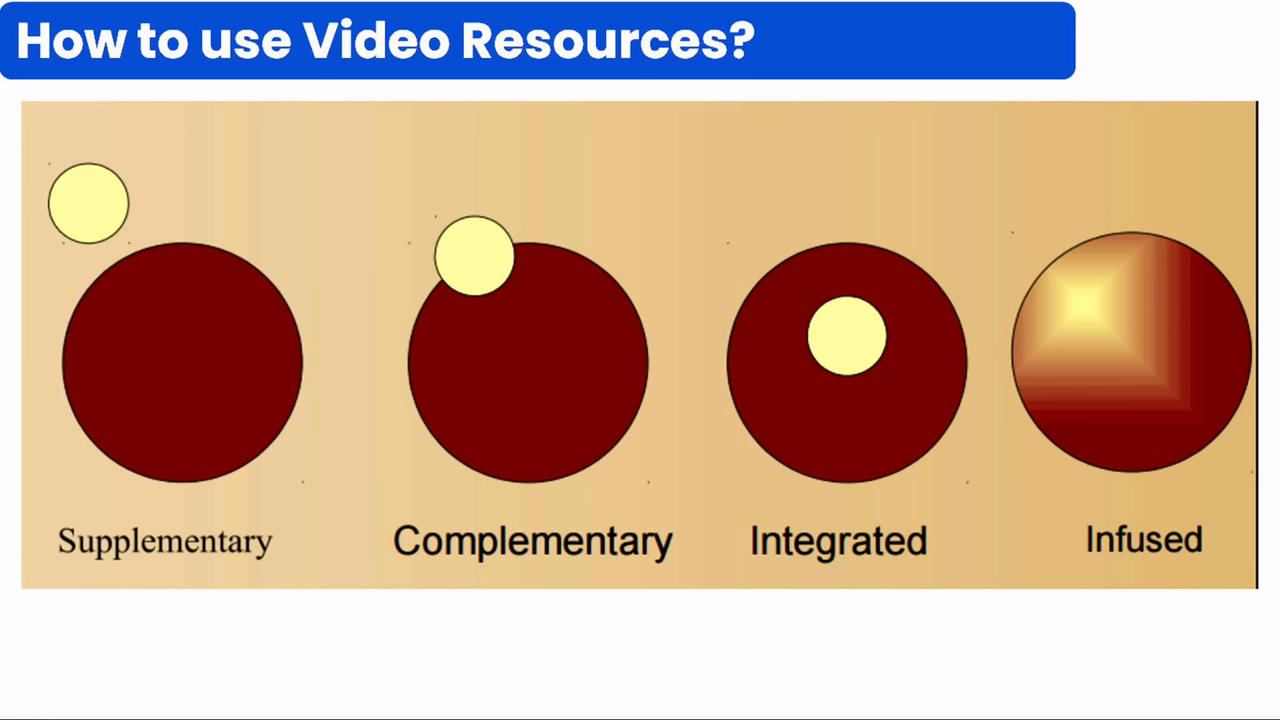 How to use Video Resources?
Supplementary
Complementary
Integrated
Infused